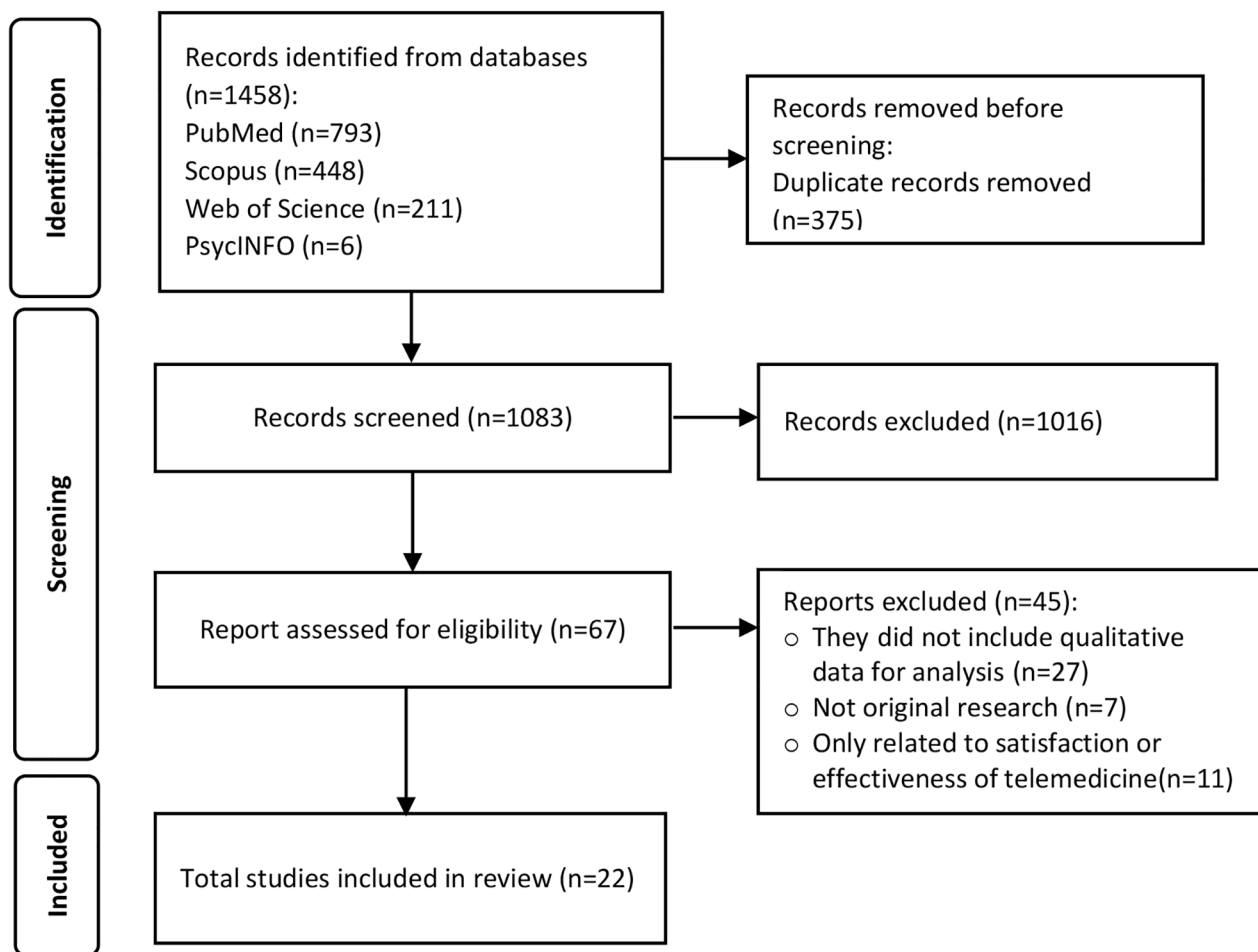 Identification
Records identified from databases
(n=1458):
PubMed (n=793)
Scopus (n=448)
Web of Science (n=211)
PsycINFO (n=6)
Records removed before
screening:
Duplicate records removed
(n=375)
Screening
Records screened (n=1083)
Records excluded (n=1016)
Report assessed for eligibility (n=67)
Reports excluded (n=45):
○ They did not include qualitative
data for analysis (n=27)
○ Not original research (n=7)
○ Only related to satisfaction or
effectiveness of telemedicine(n=11)
Included
Total studies included in review (n=22)